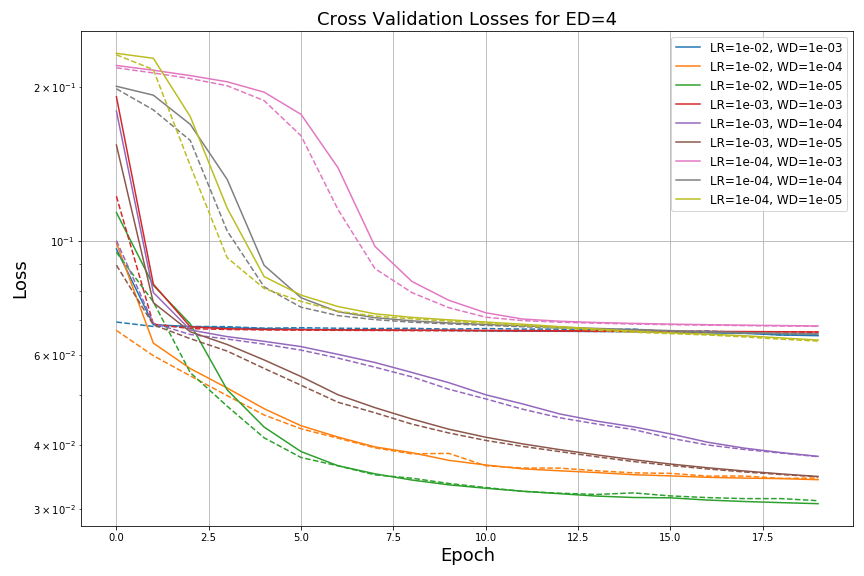 Cross Validation Losses for ED=4
LR=1e-02, WD=1e-03
LR=1e-02, WD=1e-04
LR=1e-02, WD=1e-05
LR=1e-03, WD=1e-03
LR=1e-03, WD=1e-04
LR=1e-03, WD=1e-05
LR=1e-04, WD=1e-03
LR=1e-04, WD=1e-04
LR=1e-04, WD=1e-05
Loss
2 × 10⁻¹
10⁻¹
6 × 10⁻²
4 × 10⁻²
3 × 10⁻²
0.0 2.5 5.0 7.5 10.0 12.5 15.0 17.5
Epoch